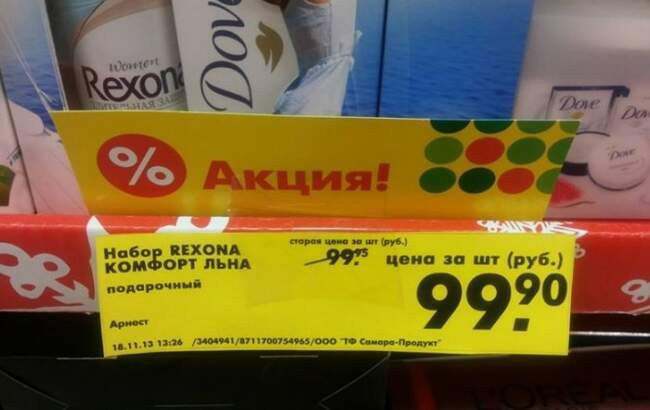 Women
Rexona
Dove
Dove
Dove
%
Акция!
Набор REXONA
КОМФОРТ ЛЬНА
подарочный
старая цена за шт (руб.)
99.95
цена за шт (руб.)
99.90
Арнест
18.11.13 13:26 /3404941/8711700754965/ООО "ТФ Самара-Продукт"
L'OREAL